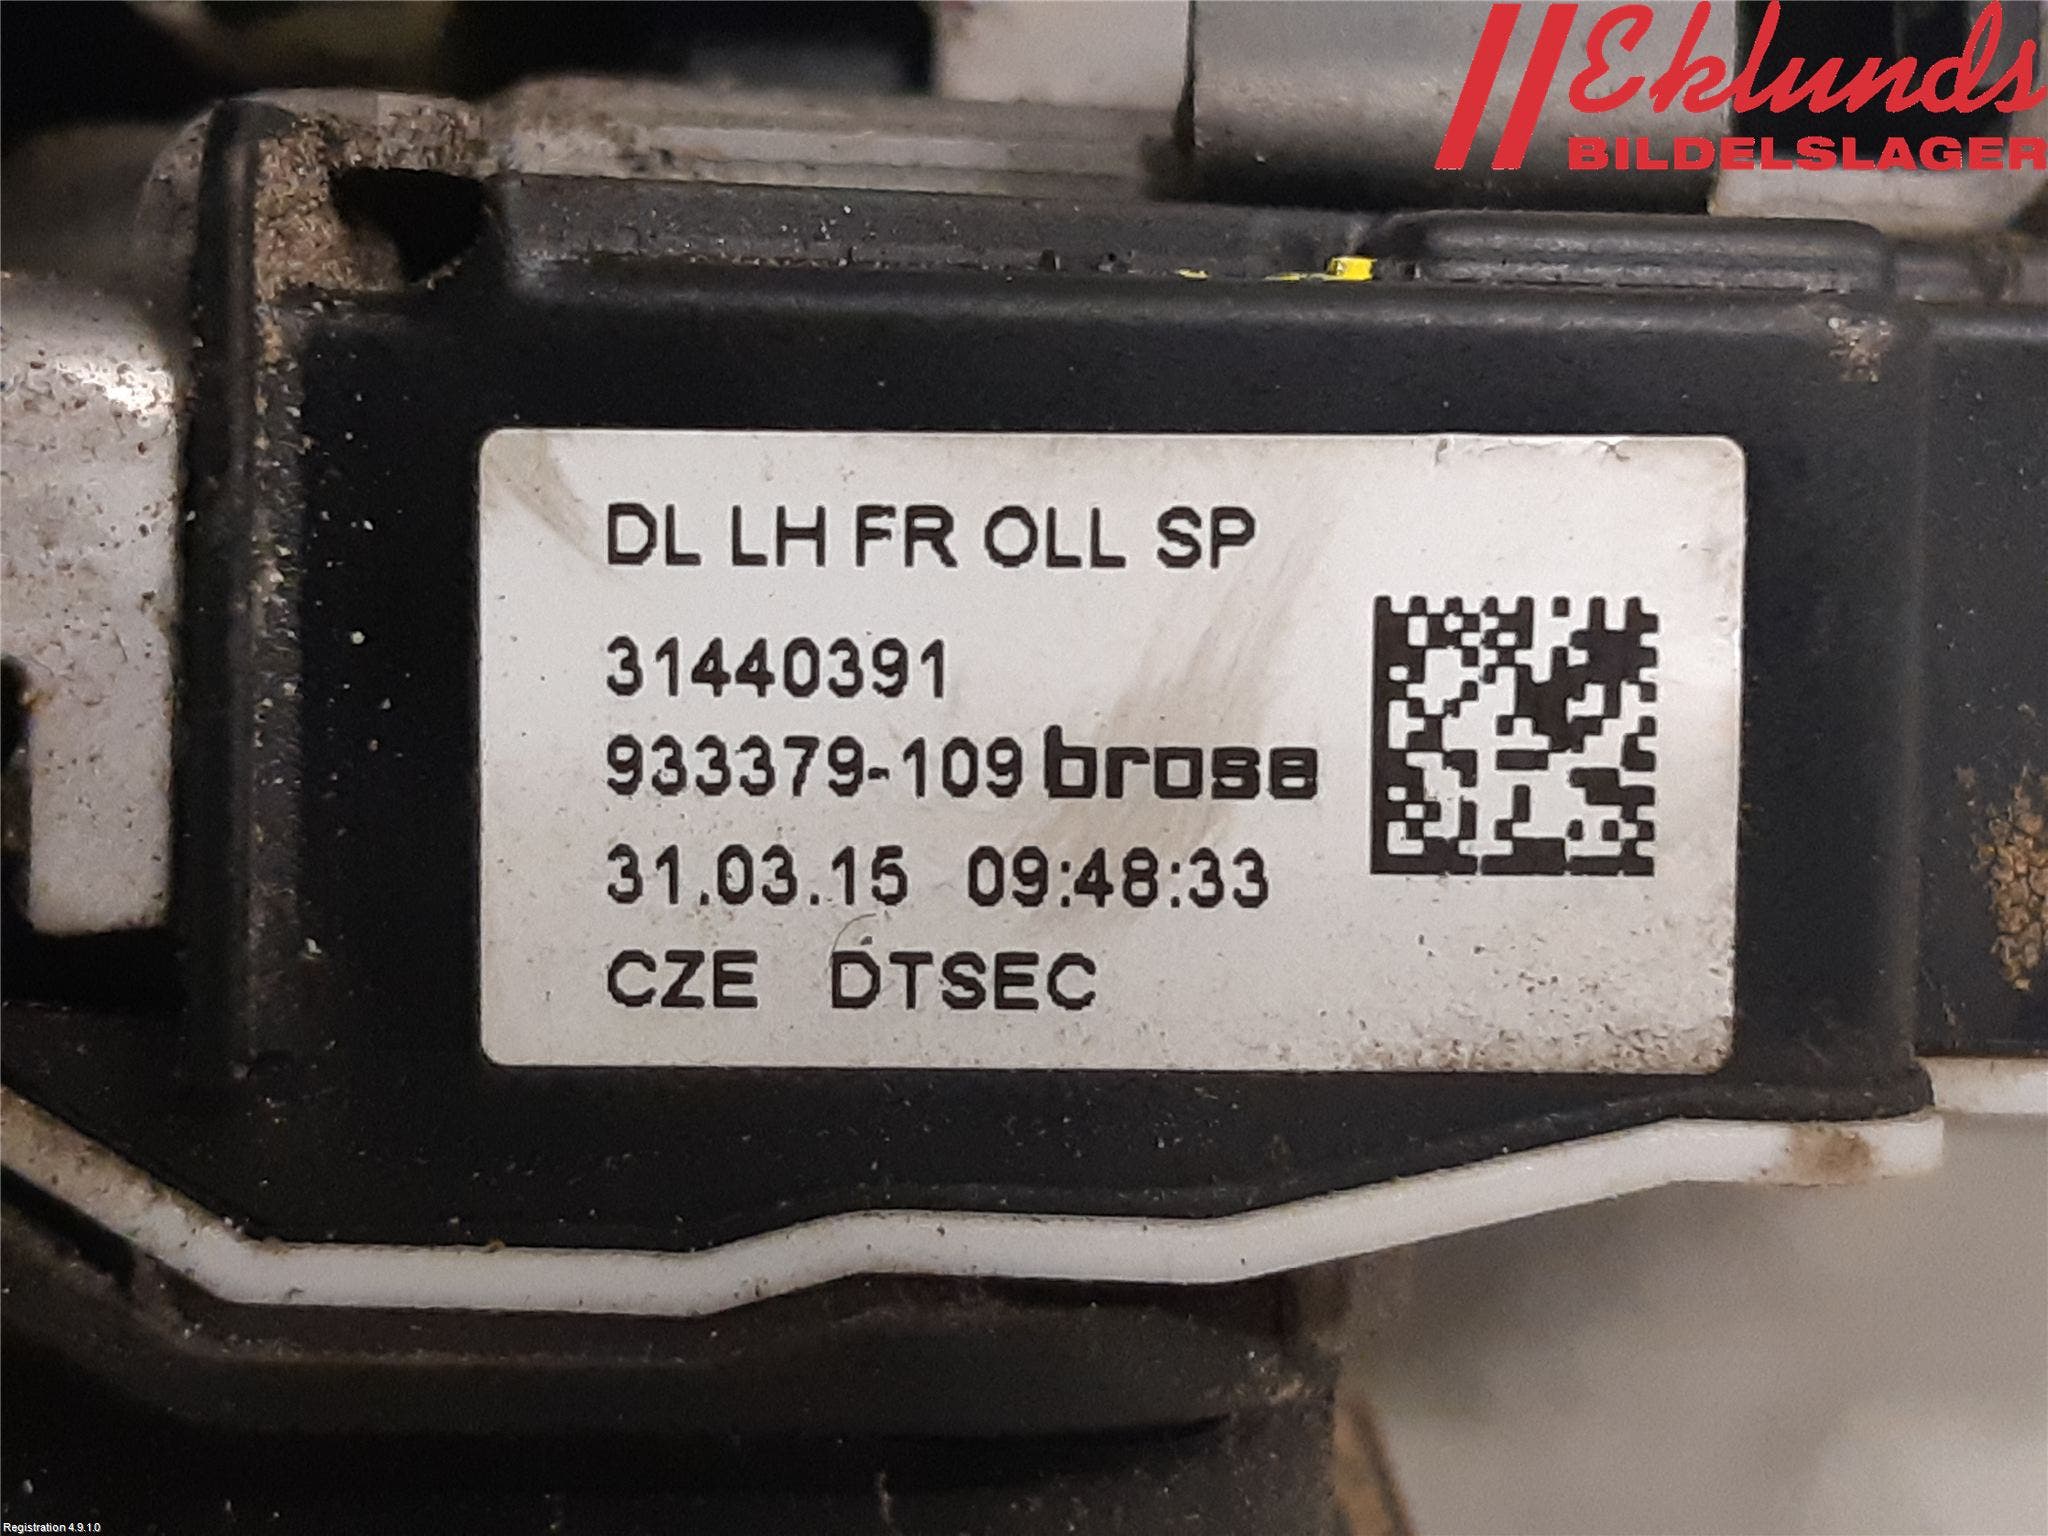 Eklunds
BILDELSLAGER
DL LH FR OLL SP
31440391
933379-109 brose
31.03.15 09:48:33
CZE DTSEC
Registration 4.9.1.0